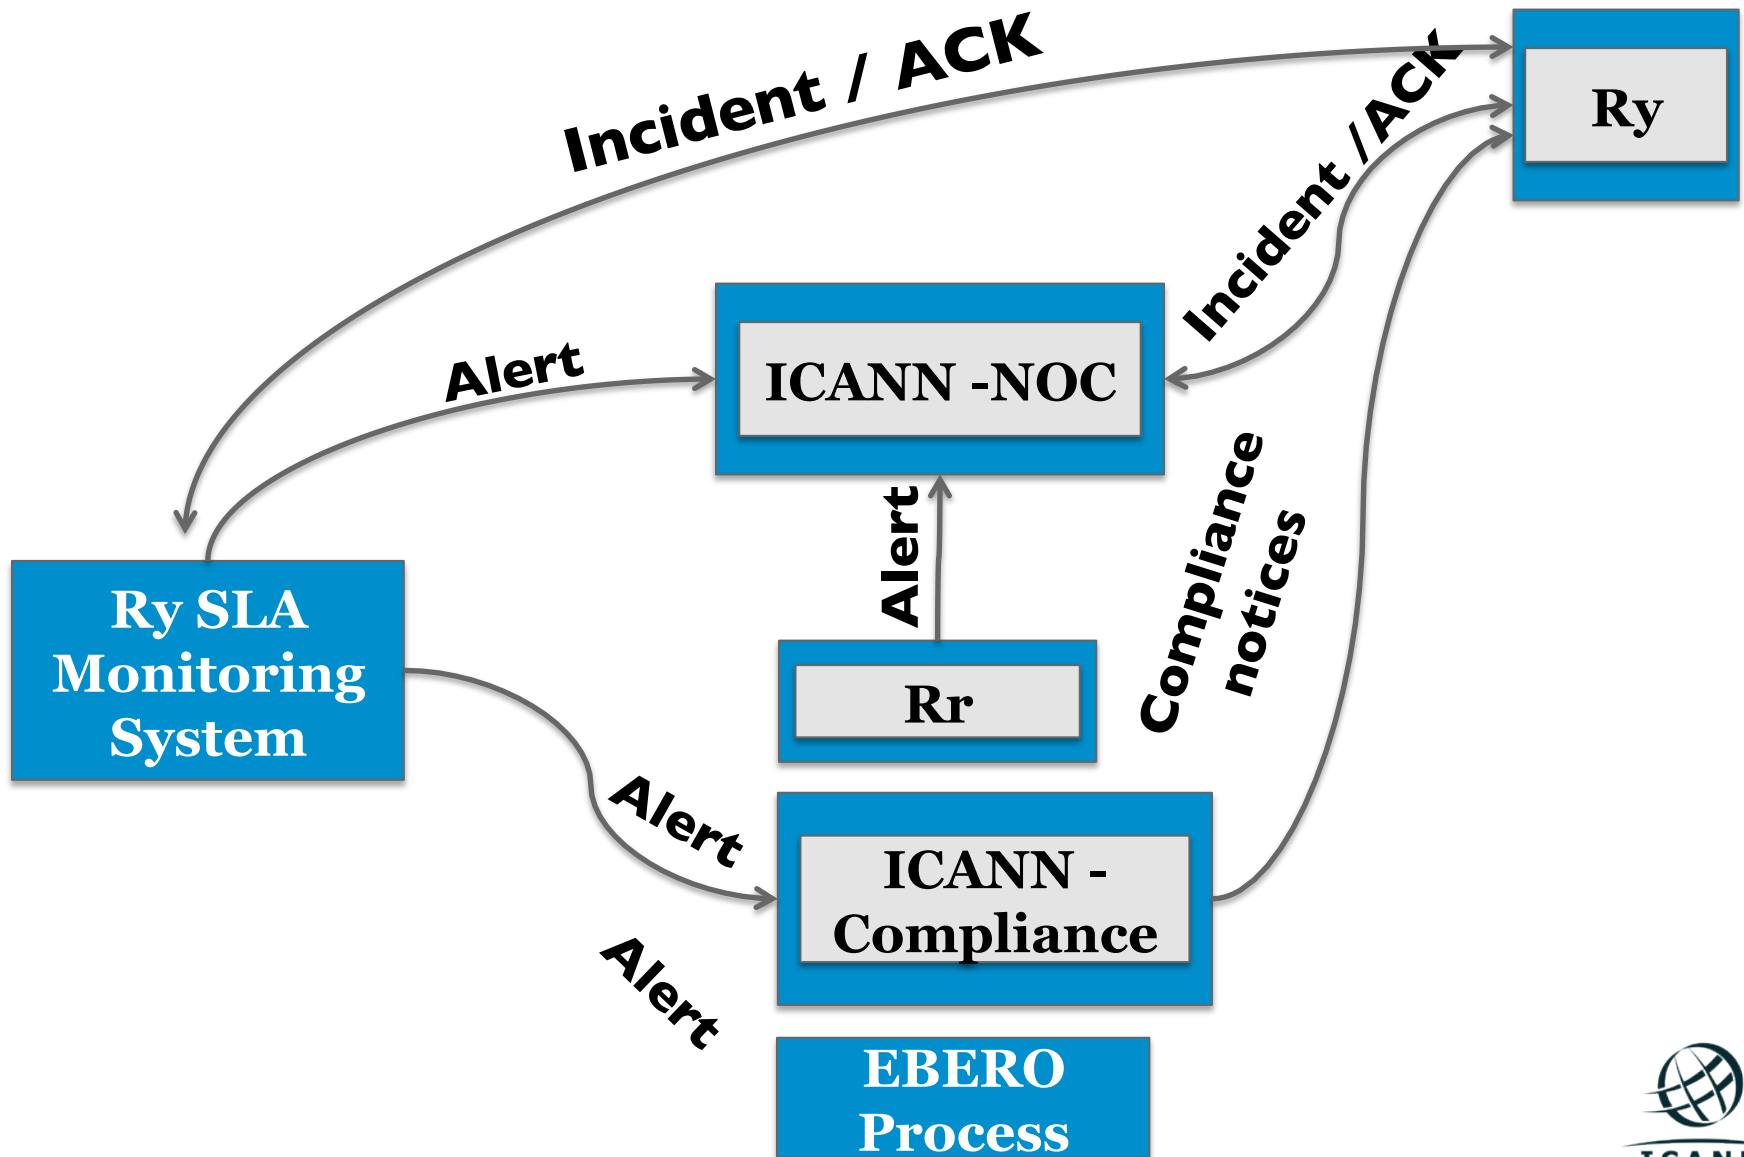 Incident / ACK
Ry
Incident /ACK
Alert
ICANN -NOC
Alert
Compliance
notices
Ry SLA
Monitoring
System
Rr
Alert
ICANN -
Compliance
Alert
EBERO
Process